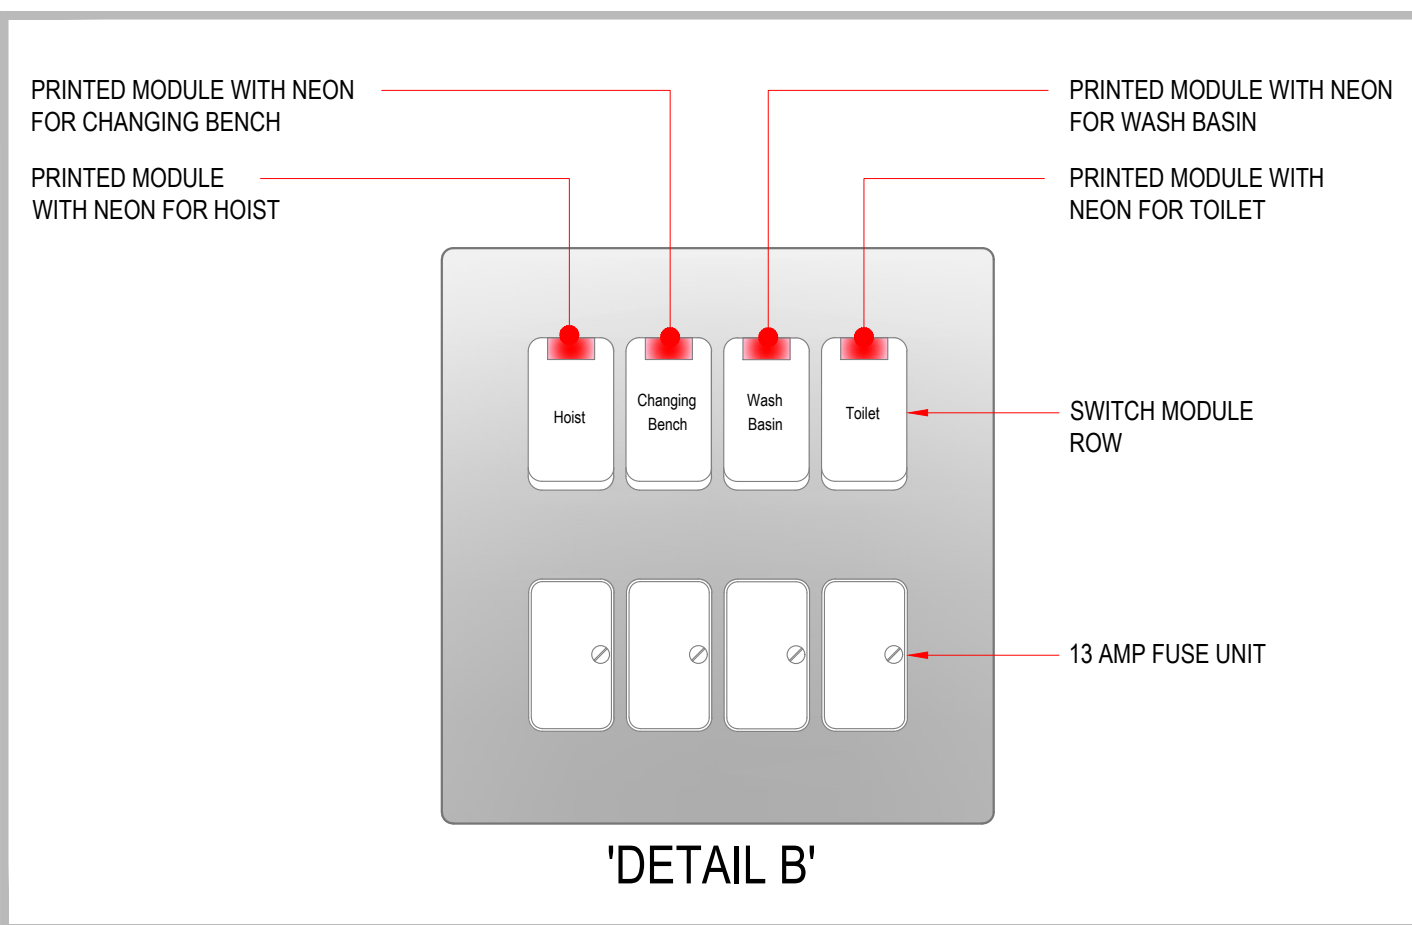 PRINTED MODULE WITH NEON
FOR CHANGING BENCH
PRINTED MODULE
WITH NEON FOR HOIST
PRINTED MODULE WITH NEON
FOR WASH BASIN
PRINTED MODULE WITH
NEON FOR TOILET
Hoist
Changing
Bench
Wash
Basin
Toilet
SWITCH MODULE
ROW
13 AMP FUSE UNIT
'DETAIL B'